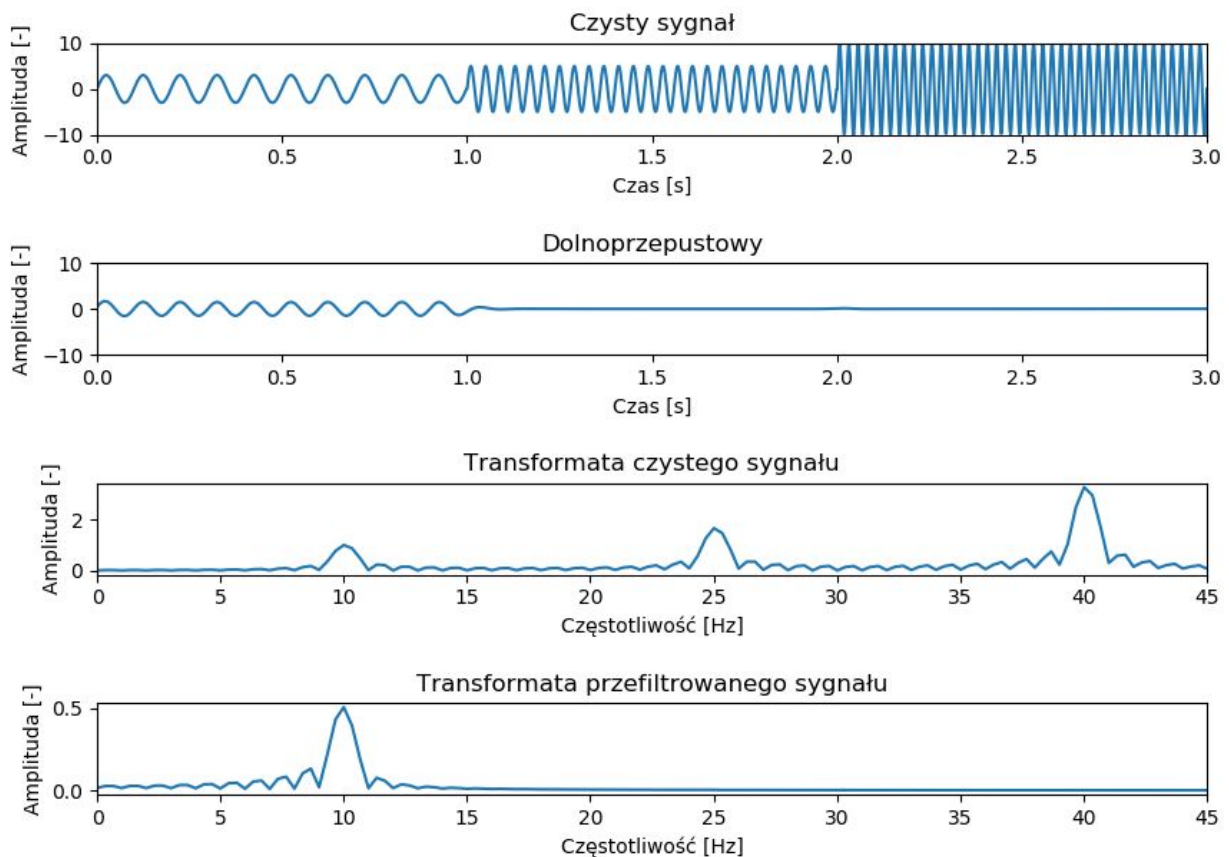 Czysty sygnał
Amplituda [-]
10
0
−10
0.0 0.5 1.0 1.5 2.0 2.5 3.0
Czas [s]
Dolnoprzepustowy
Amplituda [-]
10
0
−10
0.0 0.5 1.0 1.5 2.0 2.5 3.0
Czas [s]
Transformata czystego sygnału
Amplituda [-]
2
0
0 5 10 15 20 25 30 35 40 45
Częstotliwość [Hz]
Transformata przefiltrowanego sygnału
Amplituda [-]
0.5
0.0
0 5 10 15 20 25 30 35 40 45
Częstotliwość [Hz]